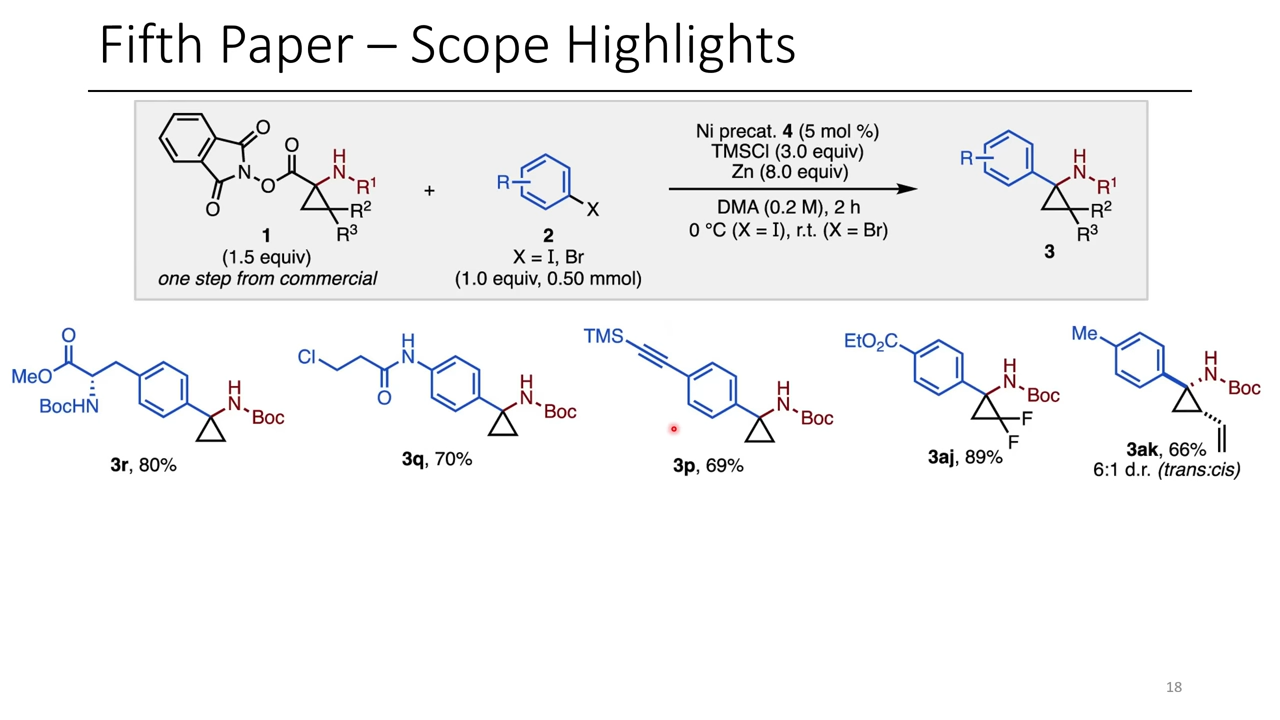 Fifth Paper – Scope Highlights
O
O
N
O
O
H
N
R¹
R²
R³
1
(1.5 equiv)
one step from commercial
+
R
X
2
X = I, Br
(1.0 equiv, 0.50 mmol)
Ni precat. 4 (5 mol %)
TMSCl (3.0 equiv)
Zn (8.0 equiv)
DMA (0.2 M), 2 h
0 °C (X = I), r.t. (X = Br)
R
H
N
R¹
R²
R³
3
O
MeO
BocHN
H
N
Boc
3r, 80%
Cl
O
H
N
H
N
Boc
3q, 70%
TMS
H
N
Boc
3p, 69%
EtO₂C
H
N
Boc
F
F
3aj, 89%
Me
H
N
Boc
3ak, 66%
6:1 d.r. (trans:cis)
18